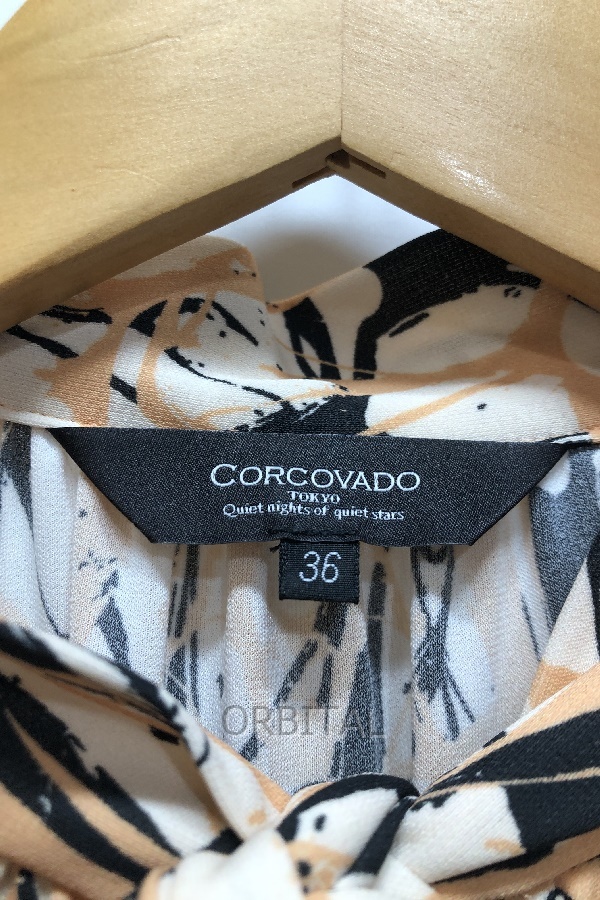 CORCOVADO
TOKYO
Quiet nights of quiet stars
36
ORBITAL